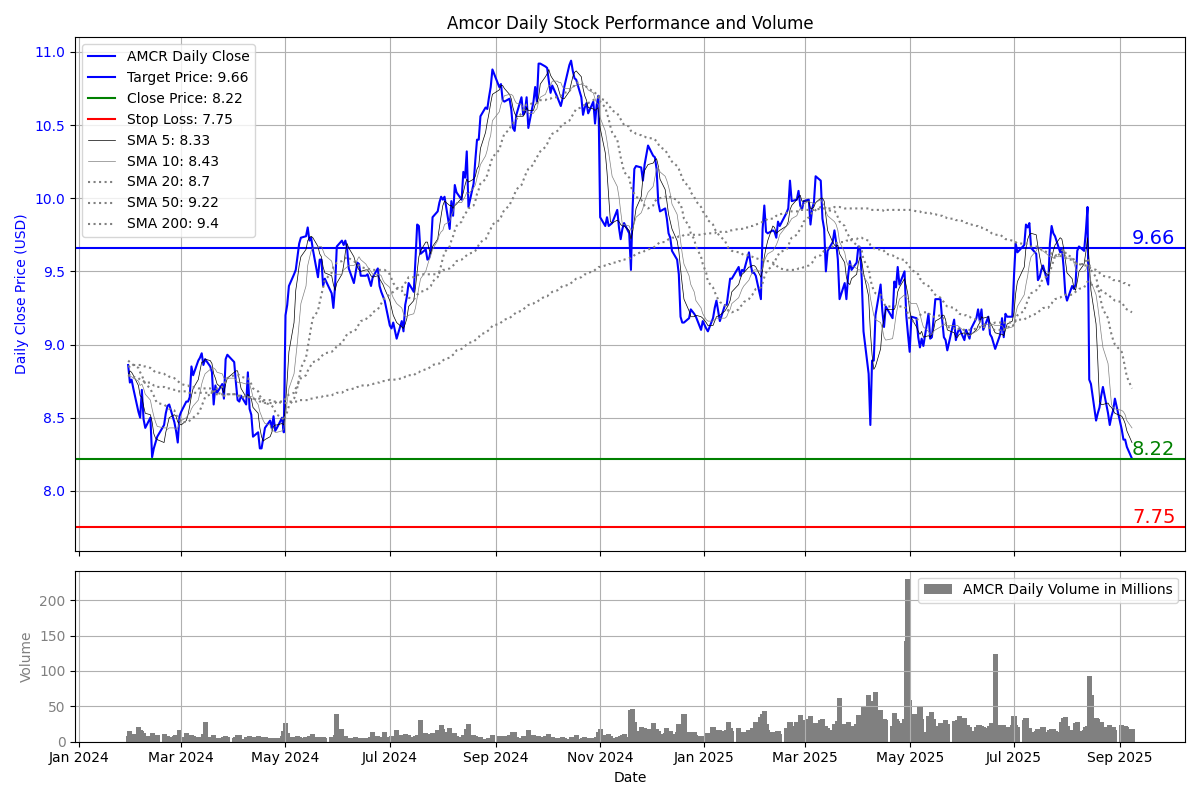 Amcor Daily Stock Performance and Volume
11.0
10.5
10.0
9.5
9.0
8.5
8.0
Daily Close Price (USD)
AMCR Daily Close
Target Price: 9.66
Close Price: 8.22
Stop Loss: 7.75
SMA 5: 8.33
SMA 10: 8.43
SMA 20: 8.7
SMA 50: 9.22
SMA 200: 9.4
9.66
8.22
7.75
200
150
100
50
0
Volume
AMCR Daily Volume in Millions
Jan 2024
Mar 2024
May 2024
Jul 2024
Sep 2024
Nov 2024
Jan 2025
Mar 2025
May 2025
Jul 2025
Sep 2025
Date